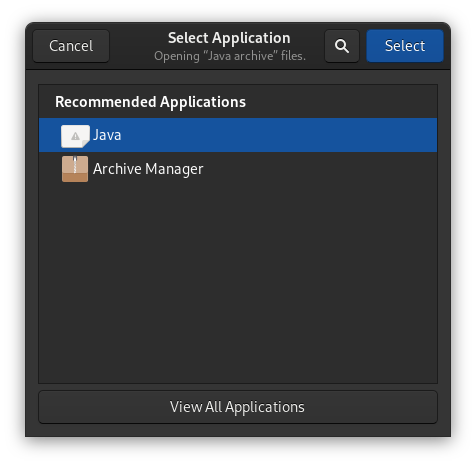 Cancel
Select Application
Opening “Java archive” files.
Select
Recommended Applications
Java
Archive Manager
View All Applications